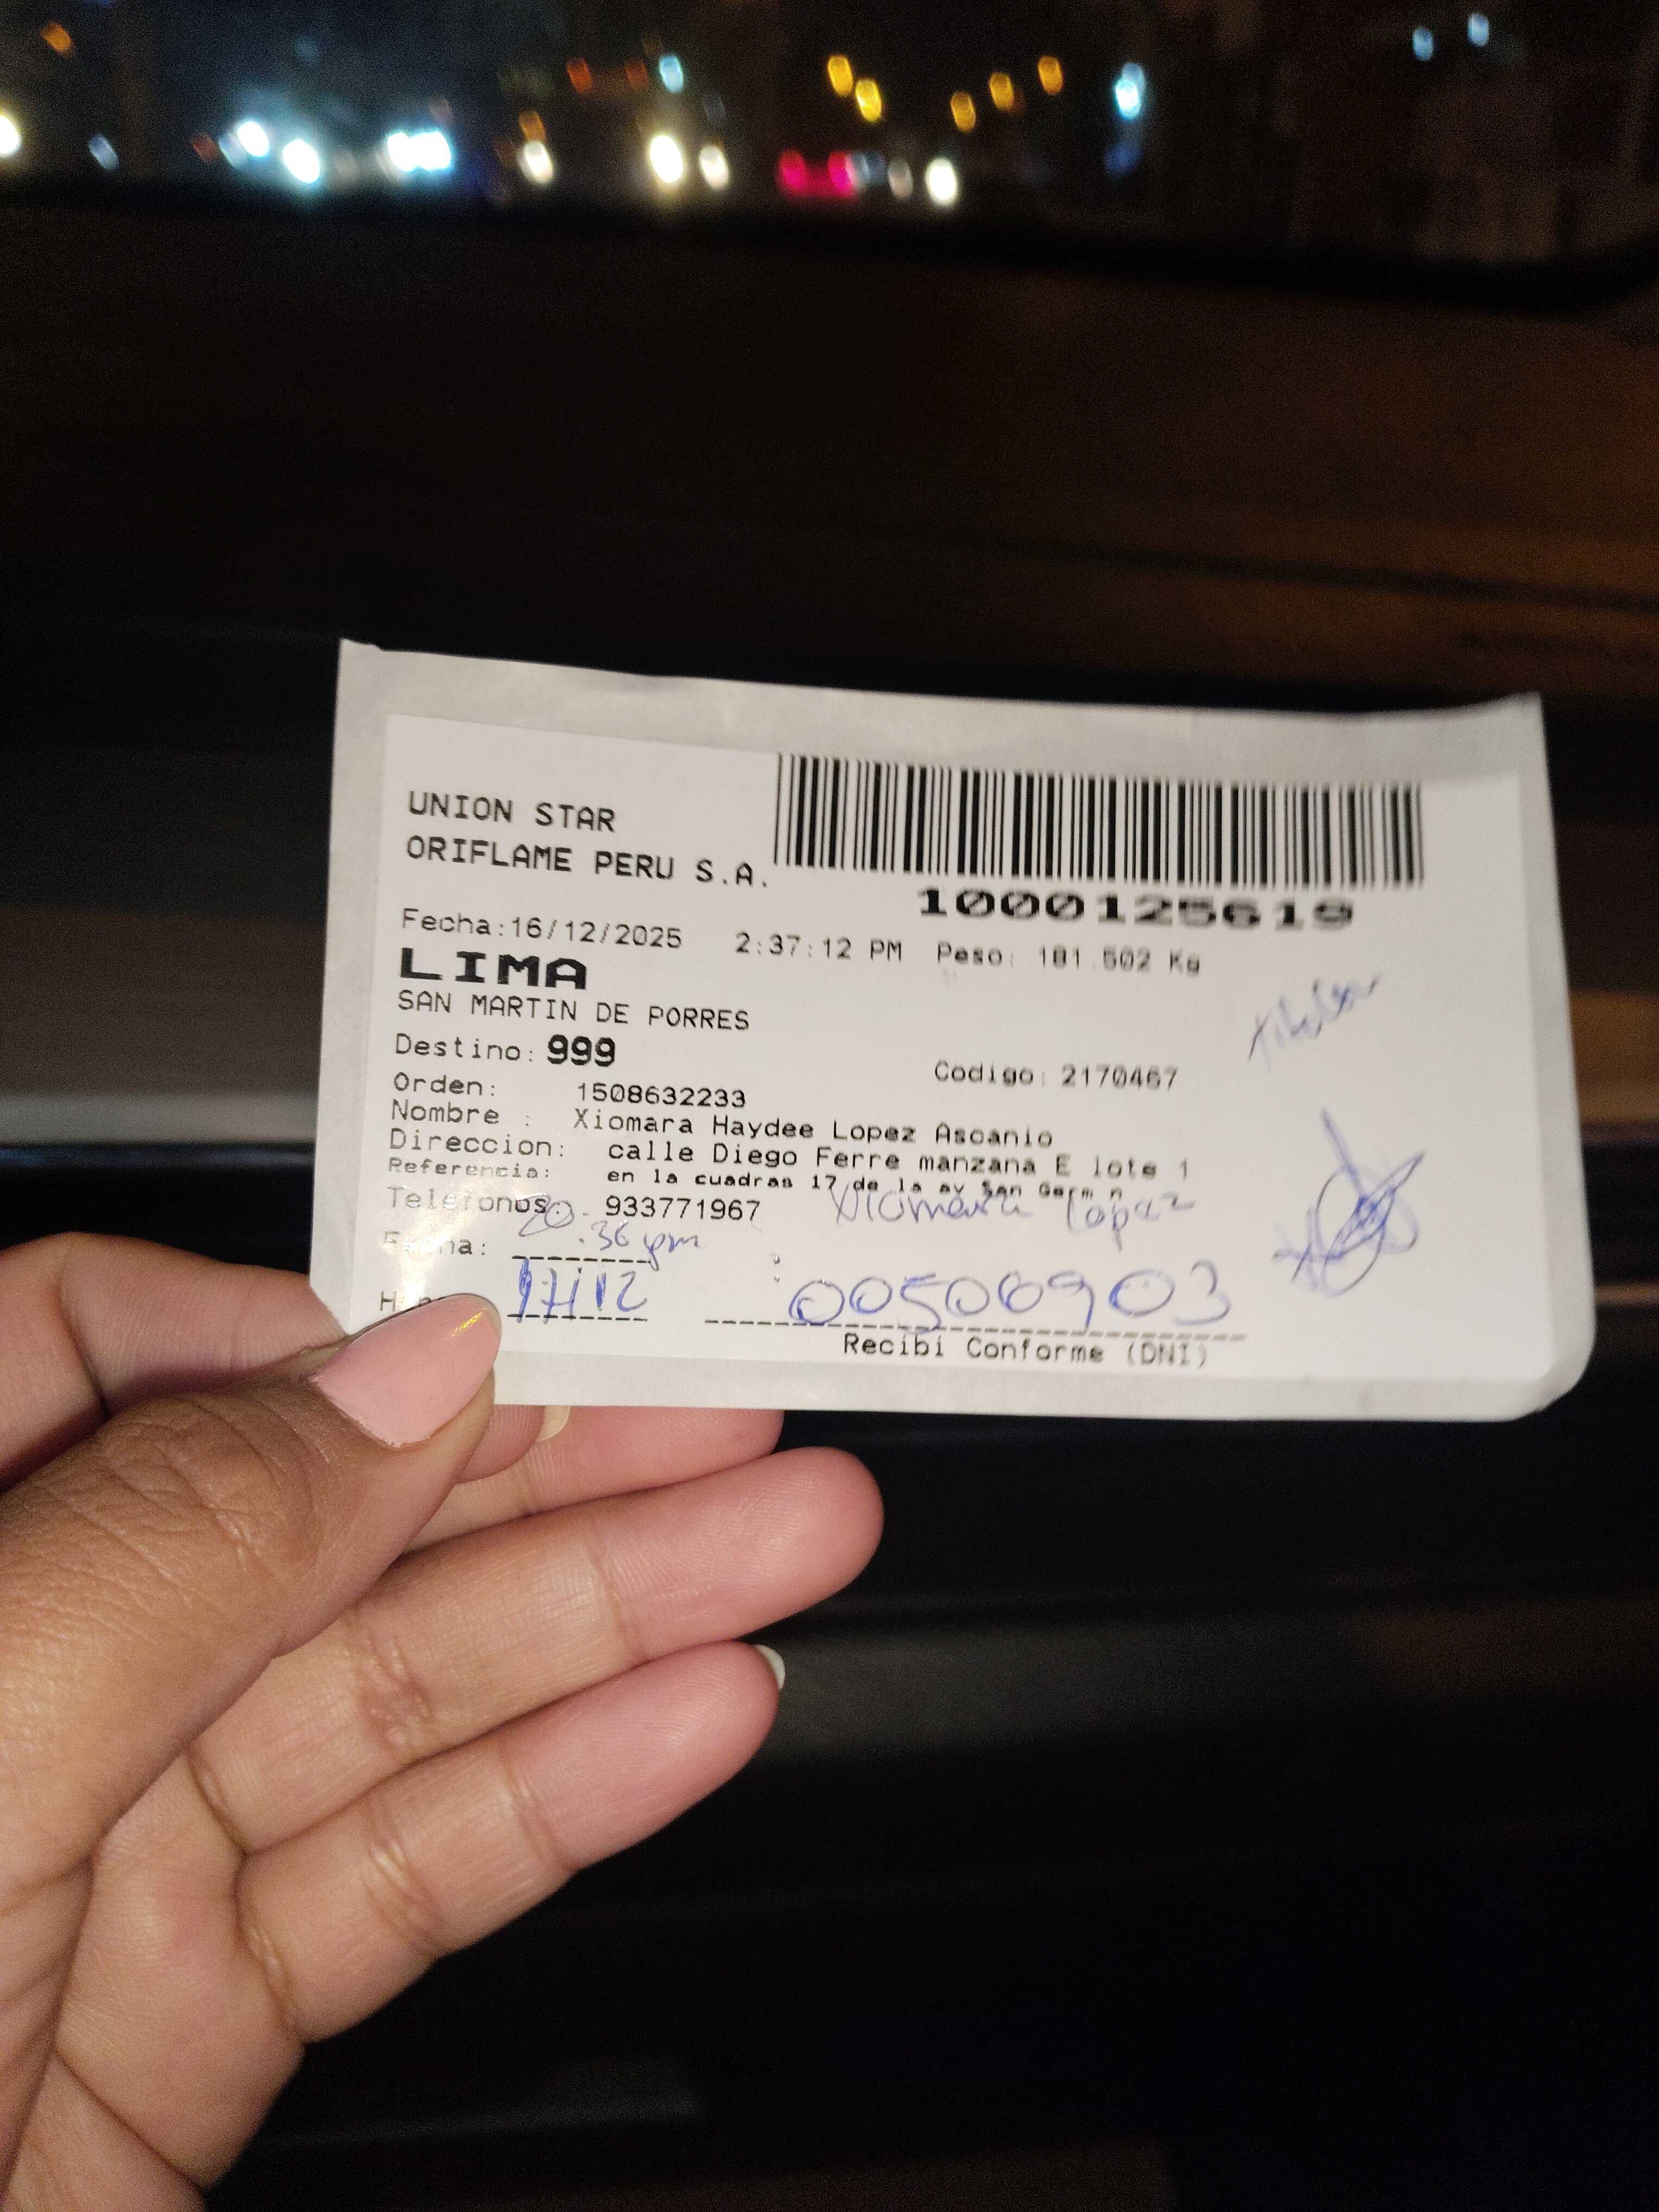 UNION STAR
ORIFLAME PERU S.A.
1000125619
Fecha:16/12/2025 2:37:12 PM Peso: 181.502 Kg
LIMA
SAN MARTIN DE PORRES
Titular
Destino: 999
Codigo: 2170467
Orden: 1508632233
Nombre : Xiomara Haydee Lopez Ascanio
Direccion: calle Diego Ferre manzana E lote 1
Referencia: en la cuadras 17 de la av San Germ n
Telefonos: 933771967 Xiomara Lopez
Fecha: 20:36 pm
17/12 005006903
Recibi Conforme (DNI)